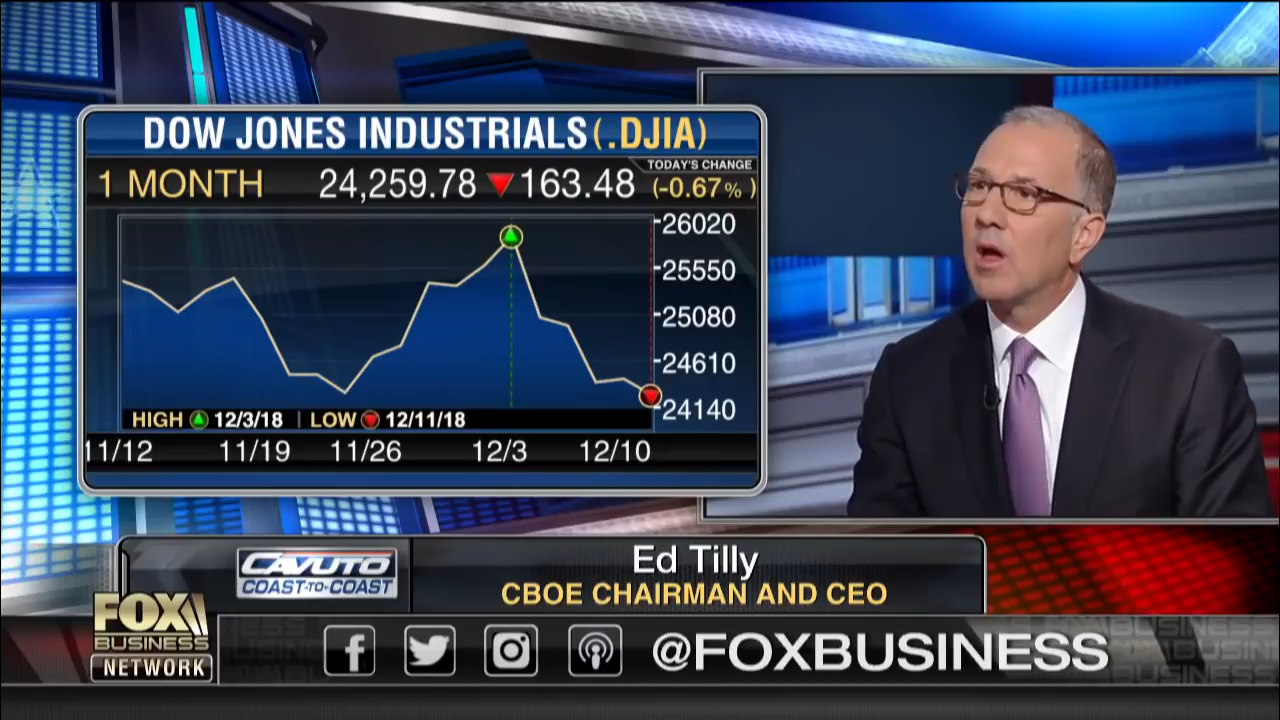 DOW JONES INDUSTRIALS(.DJIA)
TODAY'S CHANGE
1 MONTH 24,259.78 ▼163.48 (-0.67%)
26020
25550
25080
24610
24140
HIGH 12/3/18 | LOW 12/11/18
11/12 11/19 11/26 12/3 12/10
CAVUTO
COAST-TO-COAST
Ed Tilly
CBOE CHAIRMAN AND CEO
FOX
BUSINESS
NETWORK
@FOXBUSINESS